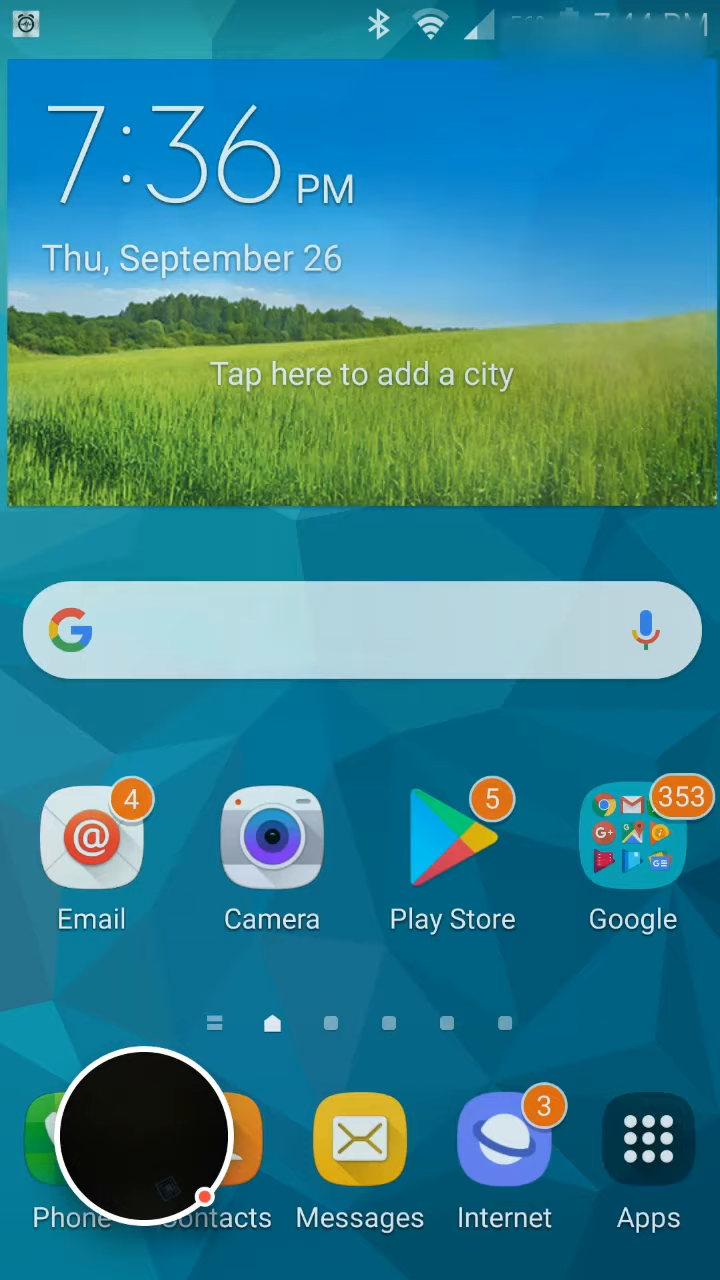 7:36 PM
Thu, September 26
Tap here to add a city
4
5
353
Email
Camera
Play Store
Google
3
Phone
Contacts
Messages
Internet
Apps